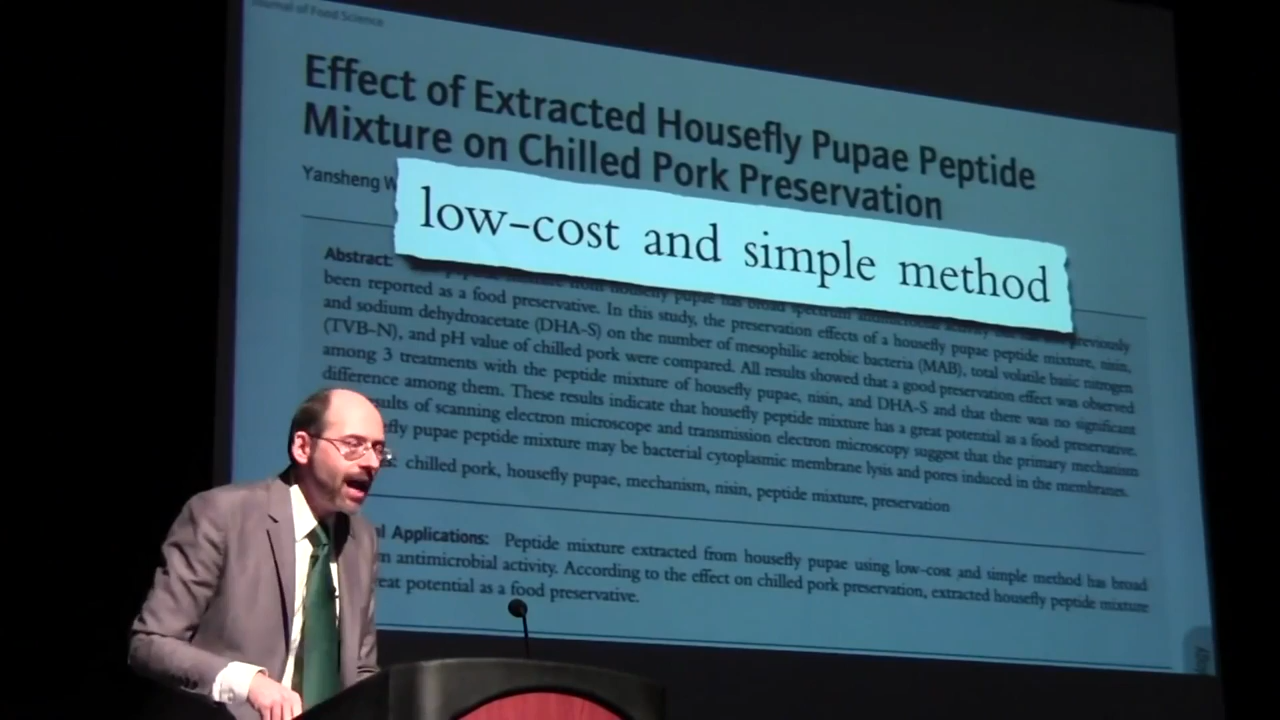 Journal of Food Science
Effect of Extracted Housefly Pupae Peptide
Mixture on Chilled Pork Preservation
Yansheng W
low-cost and simple method
Abstract:
been reported as a food preservative. In this study, the preservation effects of a housefly pupae peptide mixture, nisin,
and sodium dehydroacetate (DHA-S) on the number of mesophilic aerobic bacteria (MAB), total volatile basic nitrogen
(TVB-N), and pH value of chilled pork were compared. All results showed that a good preservation effect was observed
among 3 treatments with the peptide mixture of housefly pupae, nisin, and DHA-S and that there was no significant
difference among them. These results indicate that housefly peptide mixture has a great potential as a food preservative.
sults of scanning electron microscope and transmission electron microscopy suggest that the primary mechanism
fly pupae peptide mixture may be bacterial cytoplasmic membrane lysis and pores induced in the membranes.
s: chilled pork, housefly pupae, mechanism, nisin, peptide mixture, preservation
l Applications: Peptide mixture extracted from housefly pupae using low-cost and simple method has broad
m antimicrobial activity. According to the effect on chilled pork preservation, extracted housefly peptide mixture
eat potential as a food preservative.